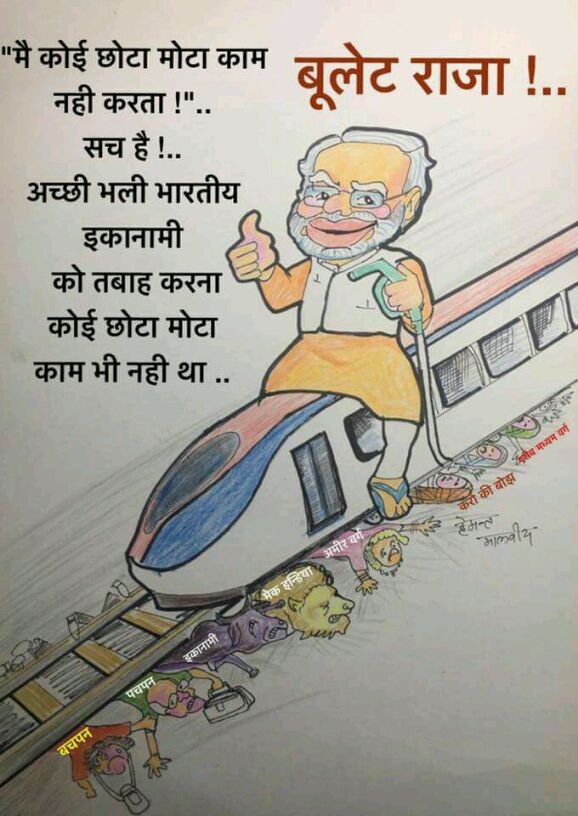 "मै कोई छोटा मोटा काम
नही करता !"..
सच है !..
अच्छी भली भारतीय
इकानामी
को तबाह करना
कोई छोटा मोटा
काम भी नही था ..
बूलेट राजा !..
गरीब मध्यम वर्ग
करो की बोझ
हेमन्त
मालवीय
अमीर वर्ग
मेक इन्डिया
इकानामी
पचपन
बचपन